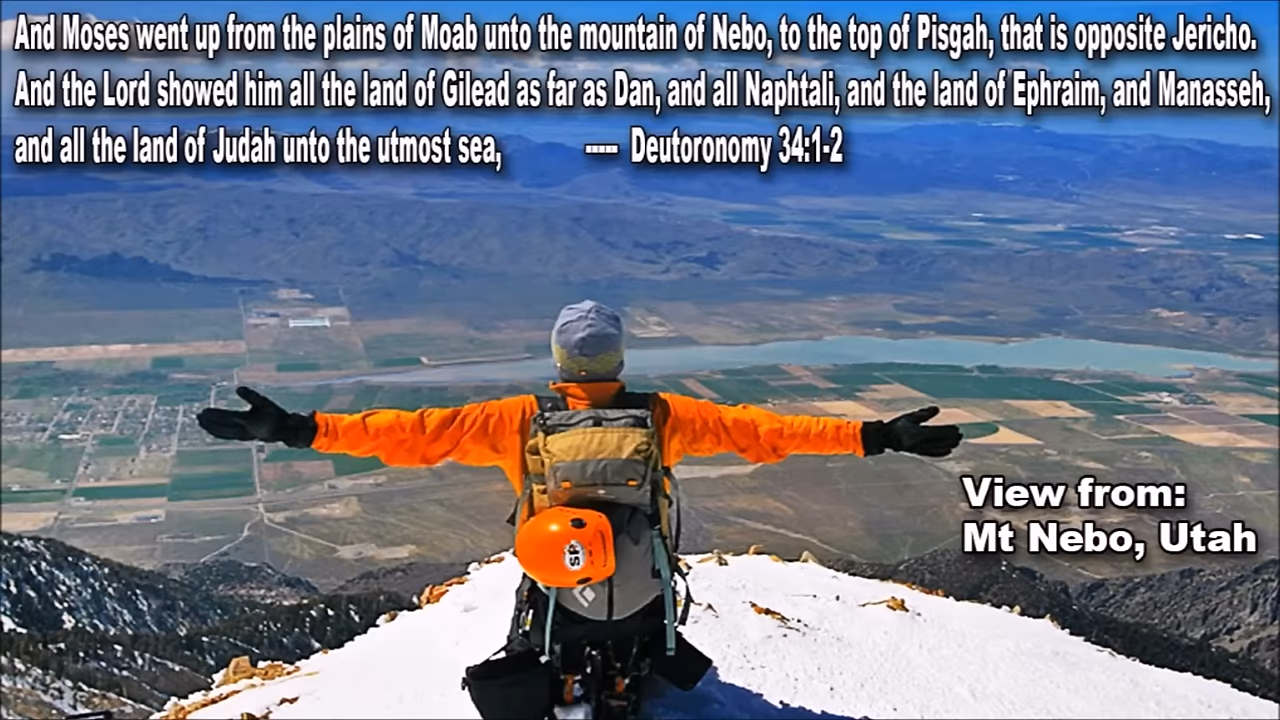 And Moses went up from the plains of Moab unto the mountain of Nebo, to the top of Pisgah, that is opposite Jericho.
And the Lord showed him all the land of Gilead as far as Dan, and all Naphtali, and the land of Ephraim, and Manasseh,
and all the land of Judah unto the utmost sea, ----- Deutoronomy 34:1-2
View from:
Mt Nebo, Utah